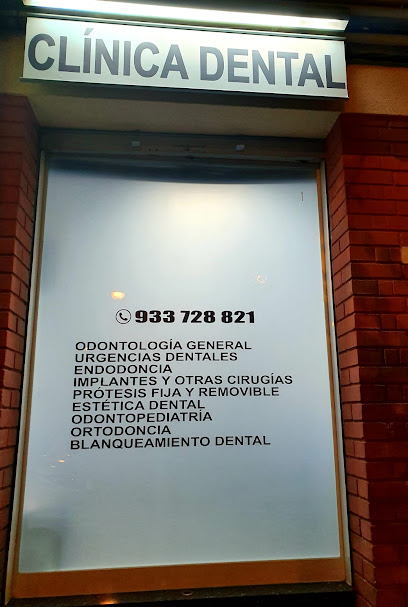 CLÍNICA DENTAL
933 728 821
ODONTOLOGÍA GENERAL
URGENCIAS DENTALES
ENDODONCIA
IMPLANTES Y OTRAS CIRUGÍAS
PRÓTESIS FIJA Y REMOVIBLE
ESTÉTICA DENTAL
ODONTOPEDIATRÍA
ORTODONCIA
BLANQUEAMIENTO DENTAL